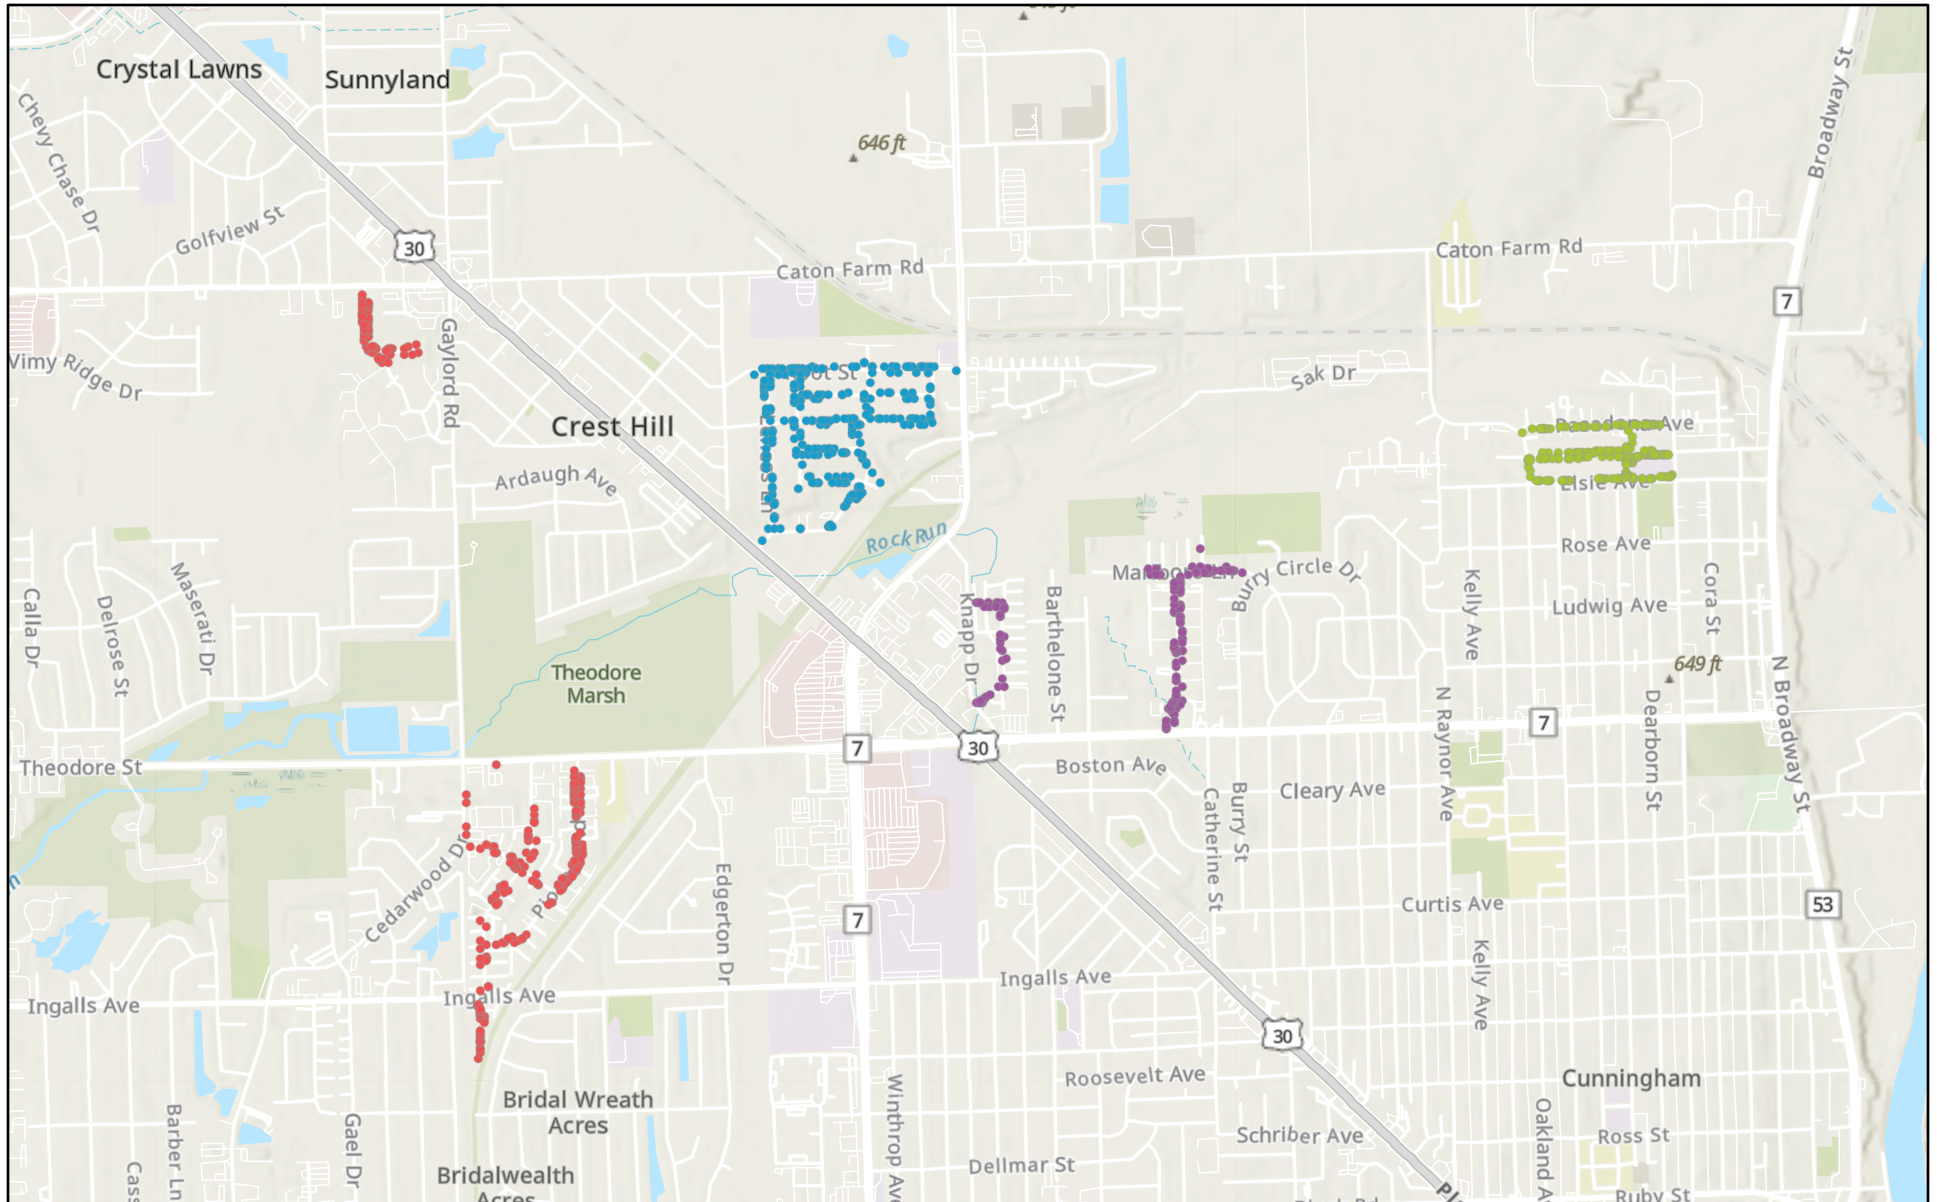 Crystal Lawns
Sunnyland
Chevy Chase Dr
Golfview St
30
646 ft
Broadway St
Caton Farm Rd
Caton Farm Rd
7
Vimy Ridge Dr
Gaylord Rd
Sak Dr
Crest Hill
Ardaugh Ave
Ave
Elsie Ave
Rock Run
Rose Ave
Burry Circle Dr
Calla Dr
Delrose St
Maserati Dr
Knapp Dr
Barthelone St
Kelly Ave
Ludwig Ave
Cora St
Theodore
Marsh
649 ft
N Raynor Ave
Dearborn St
N Broadway St
7
30
7
Theodore St
Boston Ave
Cleary Ave
Burry St
Catherine St
Cedarwood Dr
Edgerton Dr
7
Curtis Ave
53
Kelly Ave
Ingalls Ave
Ingalls Ave
Ingalls Ave
30
Roosevelt Ave
Cunningham
Bridal Wreath
Acres
Winthrop Ave
Barber Ln
Gael Dr
Schriber Ave
Oakland
Ross St
Dellmar St
Bridalwealth
Acres
Ruby St